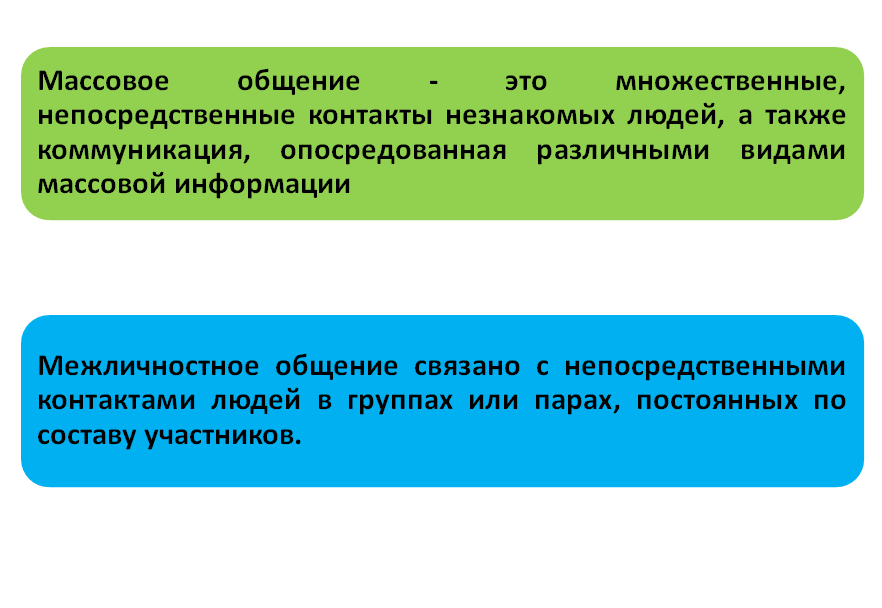 Массовое общение - это множественные,
непосредственные контакты незнакомых людей, а также
коммуникация, опосредованная различными видами
массовой информации
Межличностное общение связано с непосредственными
контактами людей в группах или парах, постоянных по
составу участников.